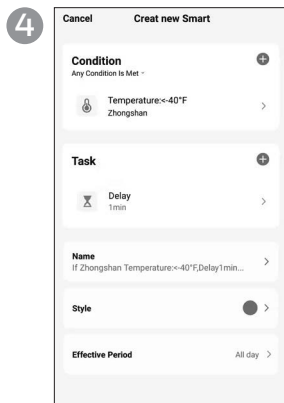 4
Cancel Creat new Smart
Condition
Any Condition Is Met
Temperature:<-40°F
Zhongshan
Task
Delay
1min
Name
If Zhongshan Temperature:<-40°F,Delay1min...
Style
Effective Period All day